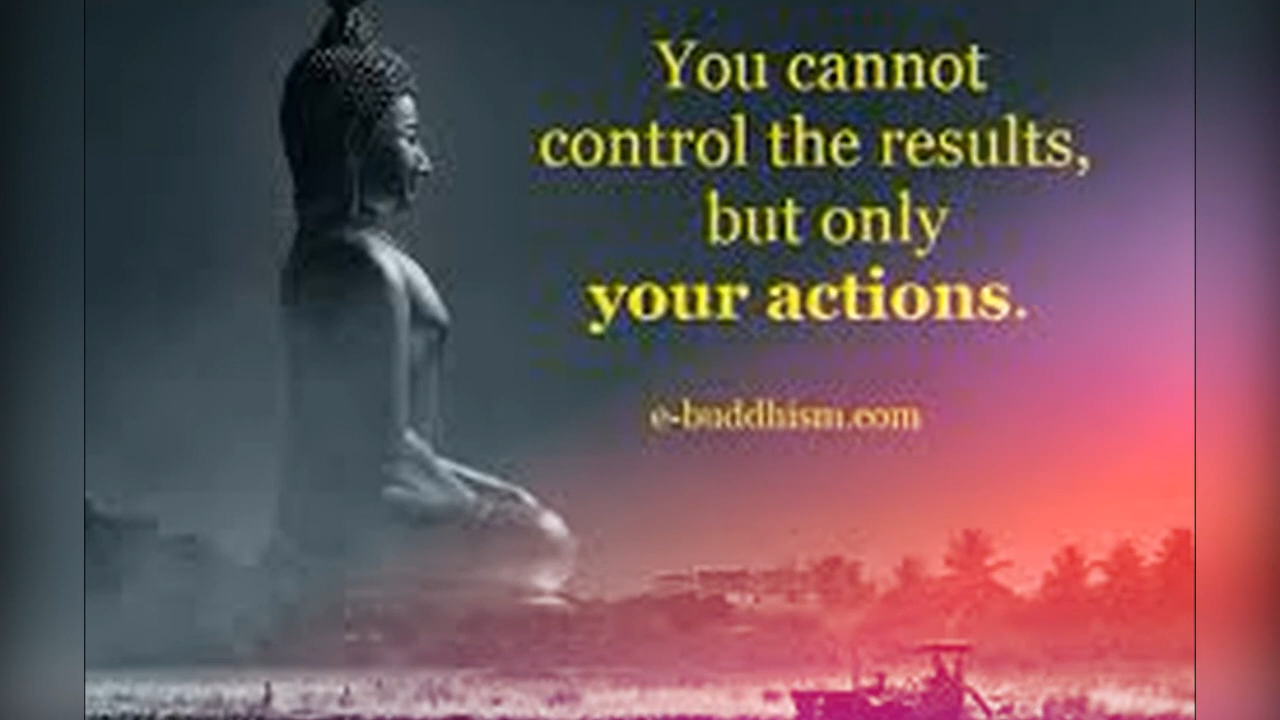 You cannot
control the results,
but only
your actions.
e-buddhism.com